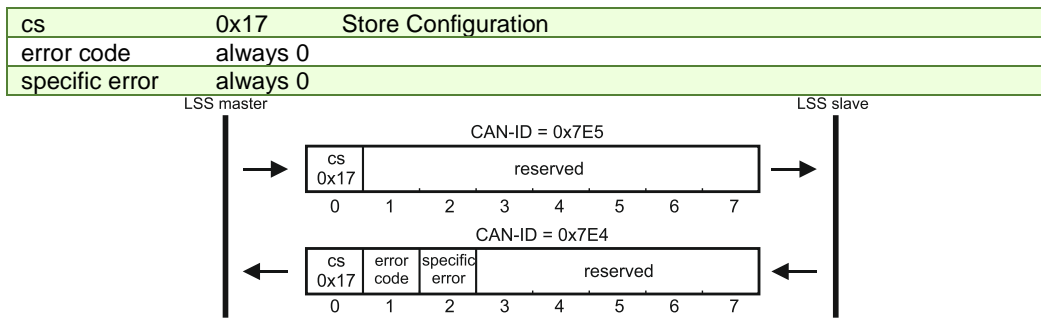 cs 0x17 Store Configuration
error code always 0
specific error always 0
LSS master LSS slave
CAN-ID = 0x7E5
cs
0x17
reserved
0 1 2 3 4 5 6 7
CAN-ID = 0x7E4
cs
0x17
error
code
specific
error
reserved
0 1 2 3 4 5 6 7